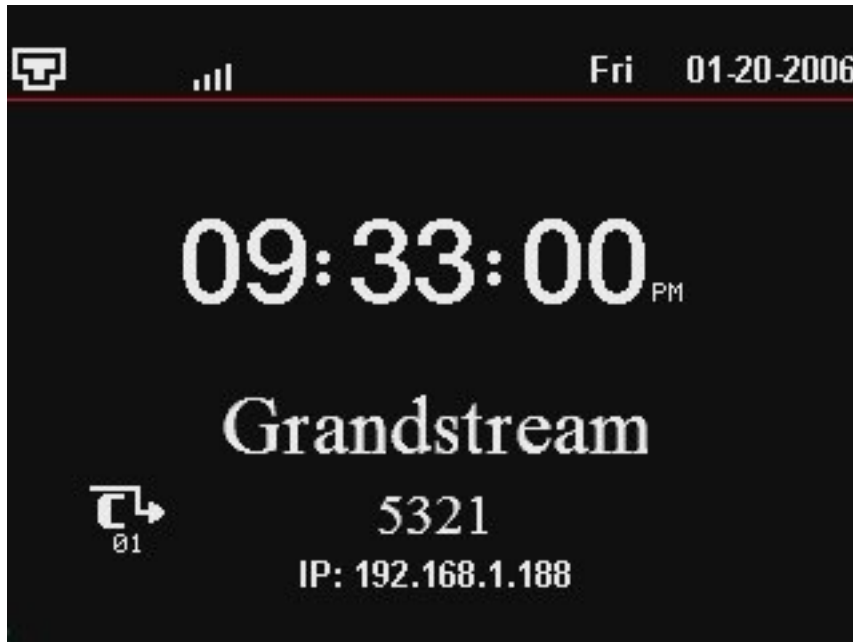 Fri 01-20-2006
09:33:00 PM
Grandstream
5321
01
IP: 192.168.1.188